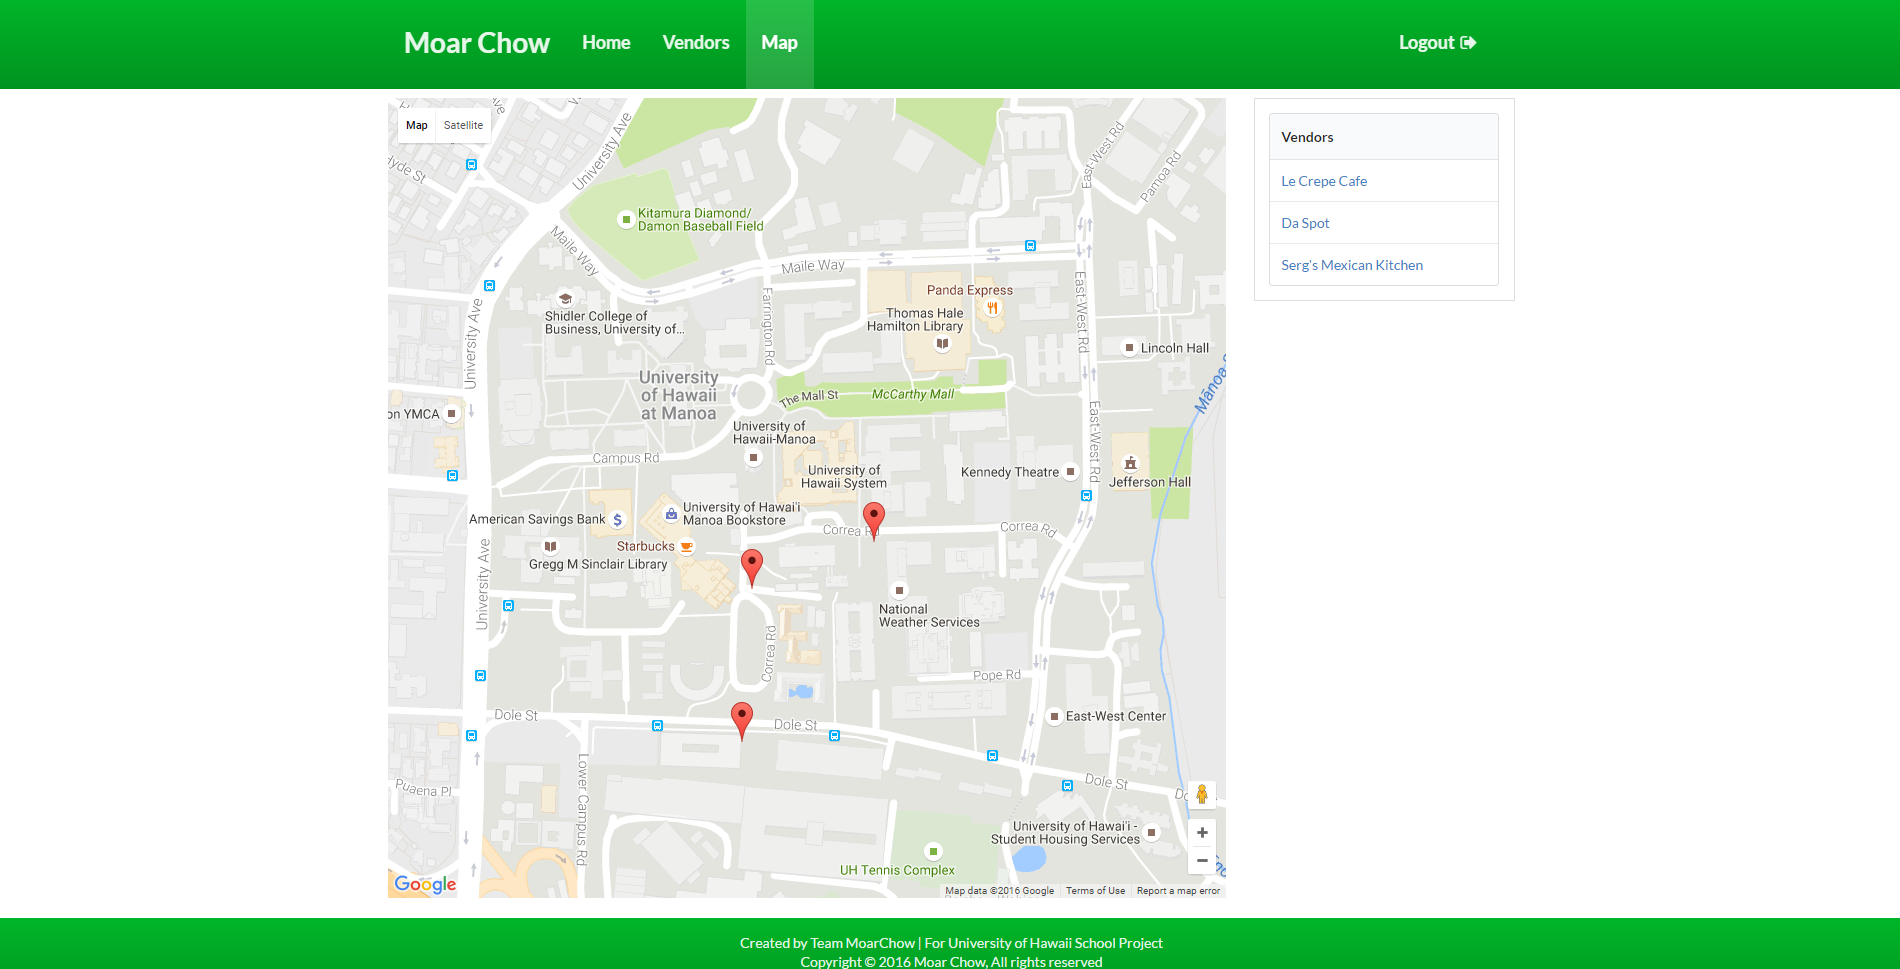 Moar Chow
Home
Vendors
Map
Logout
Map
Satellite
Vendors
Le Crepe Cafe
Da Spot
Serg's Mexican Kitchen
University Ave
East-West Rd
Pamoa Rd
Kitamura Diamond/
Damon Baseball Field
Maile Way
Maile Way
Farrington Rd
East-West Rd
University Ave
Panda Express
Thomas Hale
Hamilton Library
Shidler College of
Business, University of...
Lincoln Hall
University
of Hawaii
at Manoa
The Mall St
McCarthy Mall
on YMCA
University of
Hawaii-Manoa
East-West Rd
Campus Rd
University of
Hawaii System
Kennedy Theatre
Jefferson Hall
University of Hawai'i
Manoa Bookstore
American Savings Bank
Correa Rd
Correa Rd
Starbucks
Gregg M Sinclair Library
University Ave
National
Weather Services
Correa Rd
Pope Rd
Dole St
Dole St
East-West Center
Lower Campus Rd
Puaena Pl
Dole St
University of Hawai'i -
Student Housing Services
UH Tennis Complex
Google
Map data ©2016 Google
Terms of Use
Report a map error
Created by Team MoarChow | For University of Hawaii School Project
Copyright © 2016 Moar Chow, All rights reserved